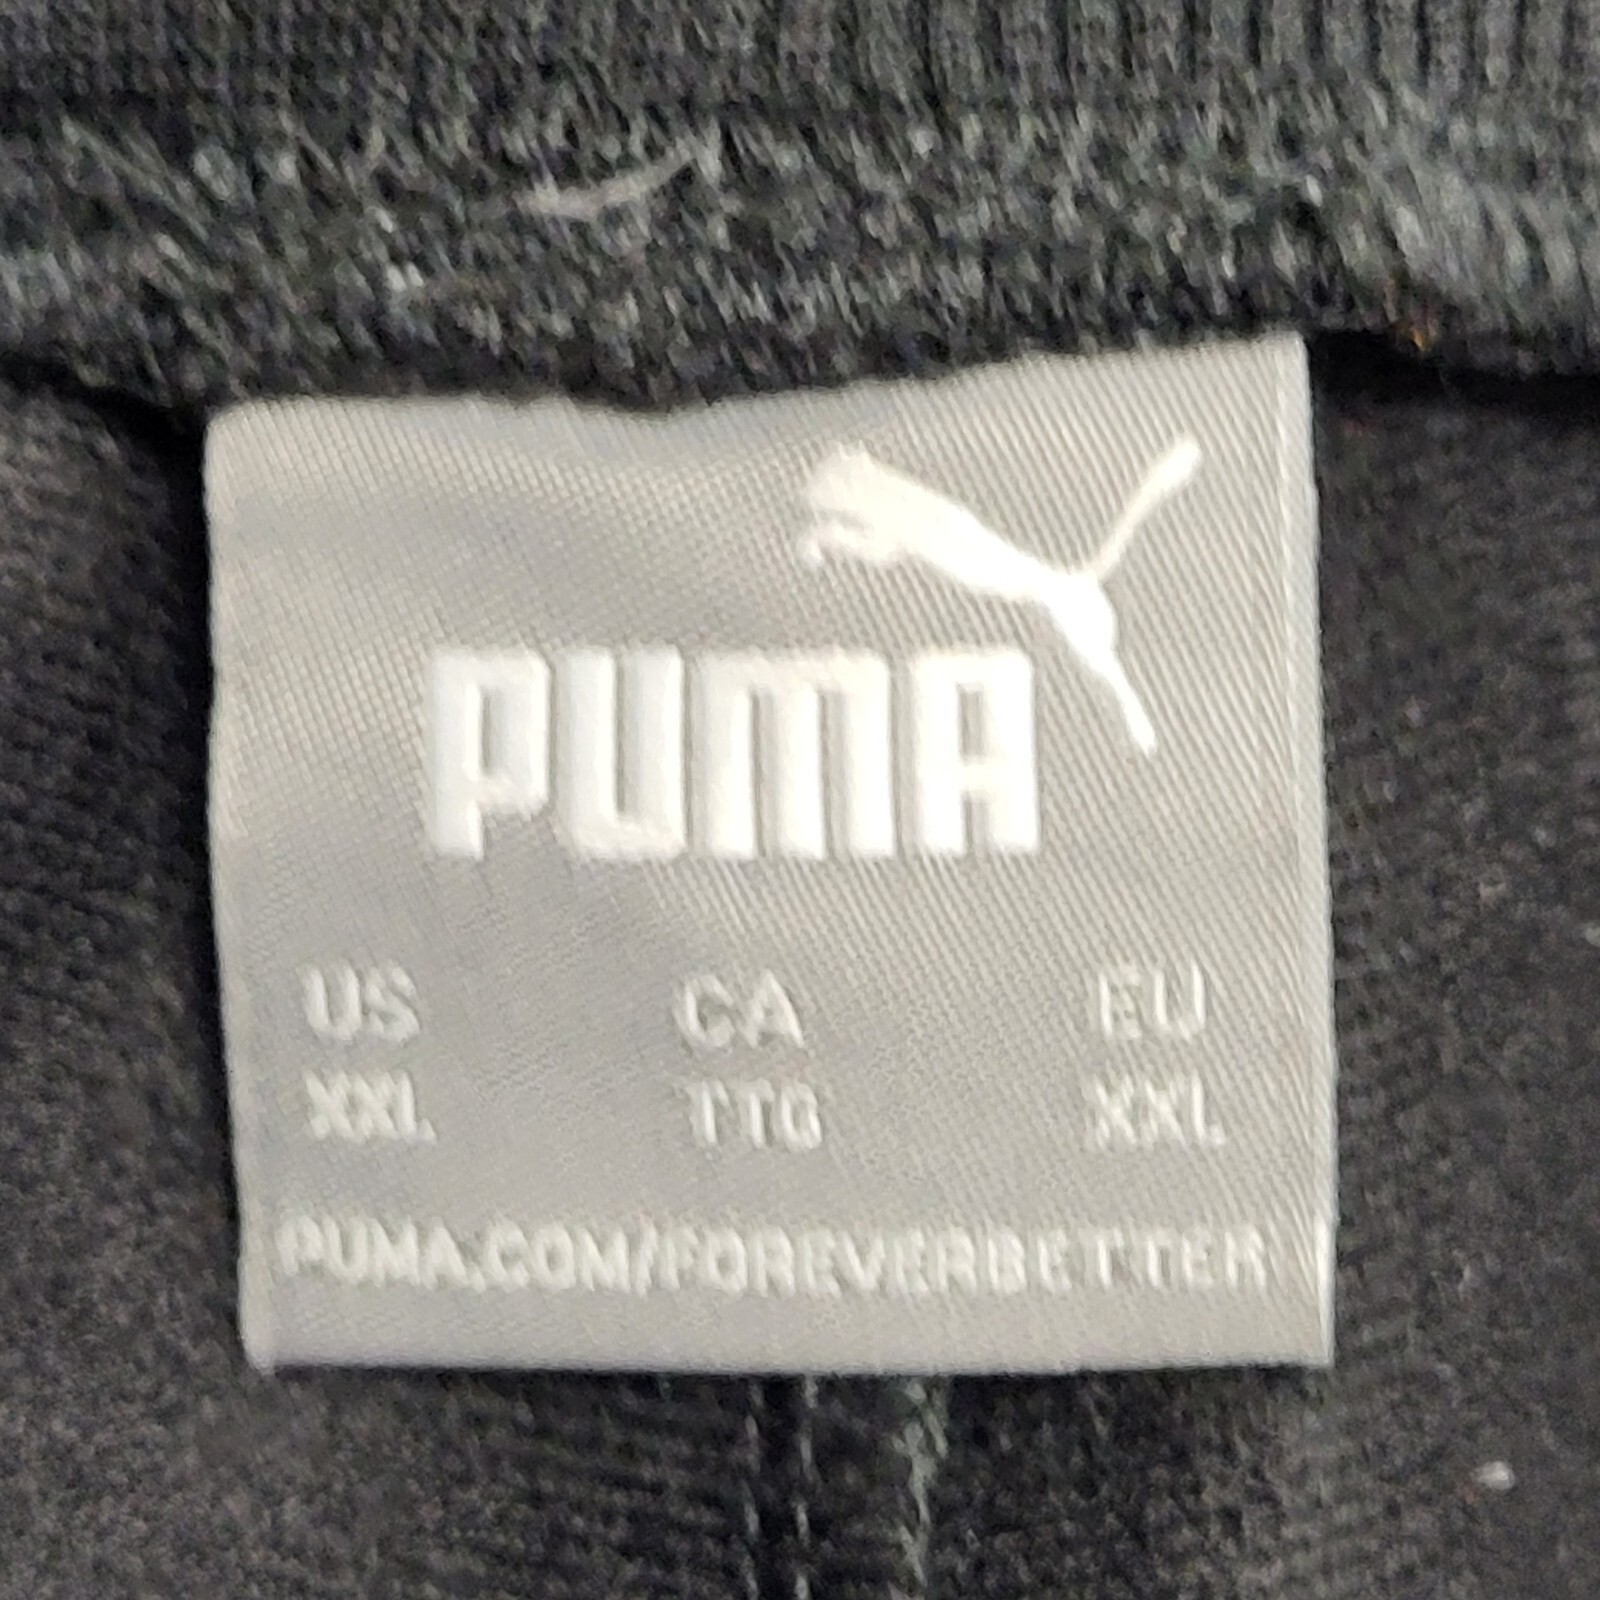 PUMA
US CA EU
XXL TTG XXL
PUMA.COM/FOREVERBETTER